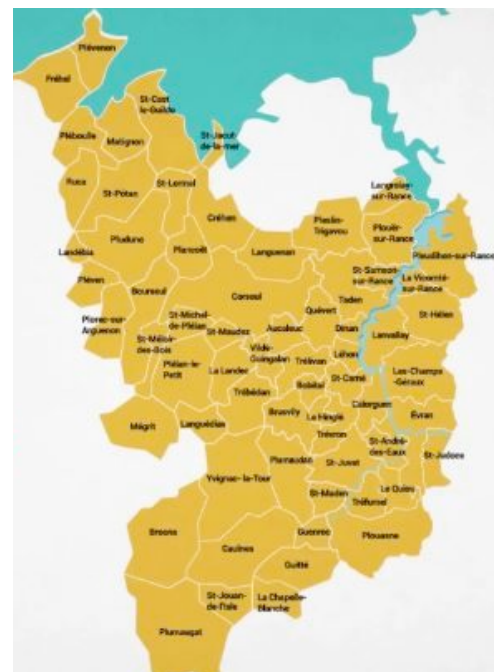 Plévenon
Fréhel
St-Cast
le-Guildo
St-Jacut
de-la-mer
Pléboulle
Matignon
Ruca
St-Pôtan
St-Lormel
Créhen
Langrolay-
sur-Rance
Pleslin-
Trigavou
Plouër-
sur-Rance
Landébia
Pluduno
Plancoët
Languenan
Pleudihen-sur-Rance
St-Samson-
sur-Rance
La Vicomté-
sur-Rance
Pléven
Bourseul
Corseul
Taden
Quévert
St-Hélen
Plorec-sur-
Arguenon
St-Michel-
de-Plélan
St-Maudez
Aucaleuc
Dinan
Lanvallay
St-Méloir
des-Bois
Vildé-
Guingalan
Trélivan
Léhon
Plélan-le-
Petit
La Landec
St-Carné
Les-Champs
-Géraux
Trébédan
Bobital
Calorguen
Brusvily
Le Hinglé
Évran
Mégrit
Languédias
Trévron
St-André-
des-Eaux
St-Judoce
Plumaudan
St-Juvat
Yvignac- la-Tour
Le Quiou
St-Maden
Tréfumel
Broons
Guenroc
Plouasne
Caulnes
Guitté
St-Jouan-
de-l'Isle
La Chapelle-
Blanche
Plumaugat